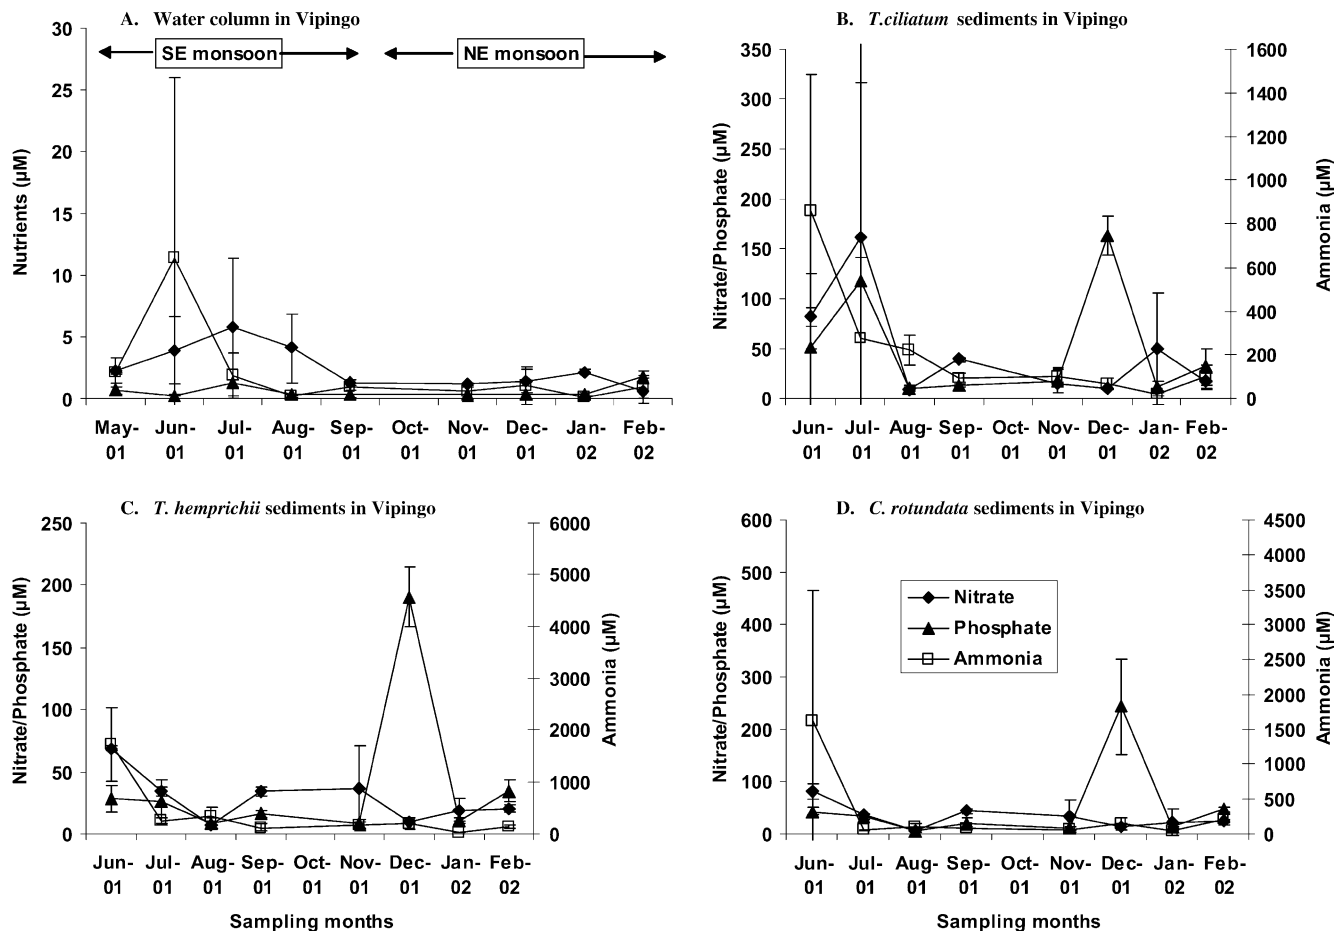 A. Water column in Vipingo
30
25
20
15
10
5
0
Nutrients (µM)
SE monsoon
NE monsoon
May- Jun- Jul- Aug- Sep- Oct- Nov- Dec- Jan- Feb-
01 01 01 01 01 01 01 01 02 02
B. T.ciliatum sediments in Vipingo
350
300
250
200
150
100
50
0
Nitrate/Phosphate (µM)
1600
1400
1200
1000
800
600
400
200
0
Ammonia (µM)
Jun- Jul- Aug- Sep- Oct- Nov- Dec- Jan- Feb-
01 01 01 01 01 01 01 02 02
C. T. hemprichii sediments in Vipingo
250
200
150
100
50
0
Nitrate/Phosphate (µM)
6000
5000
4000
3000
2000
1000
0
Ammonia (µM)
Jun- Jul- Aug- Sep- Oct- Nov- Dec- Jan- Feb-
01 01 01 01 01 01 01 02 02
Sampling months
D. C. rotundata sediments in Vipingo
600
500
400
300
200
100
0
Nitrate/Phosphate (µM)
Nitrate
Phosphate
Ammonia
4500
4000
3500
3000
2500
2000
1500
1000
500
0
Ammonia (µM)
Jun- Jul- Aug- Sep- Oct- Nov- Dec- Jan- Feb-
01 01 01 01 01 01 01 02 02
Sampling months